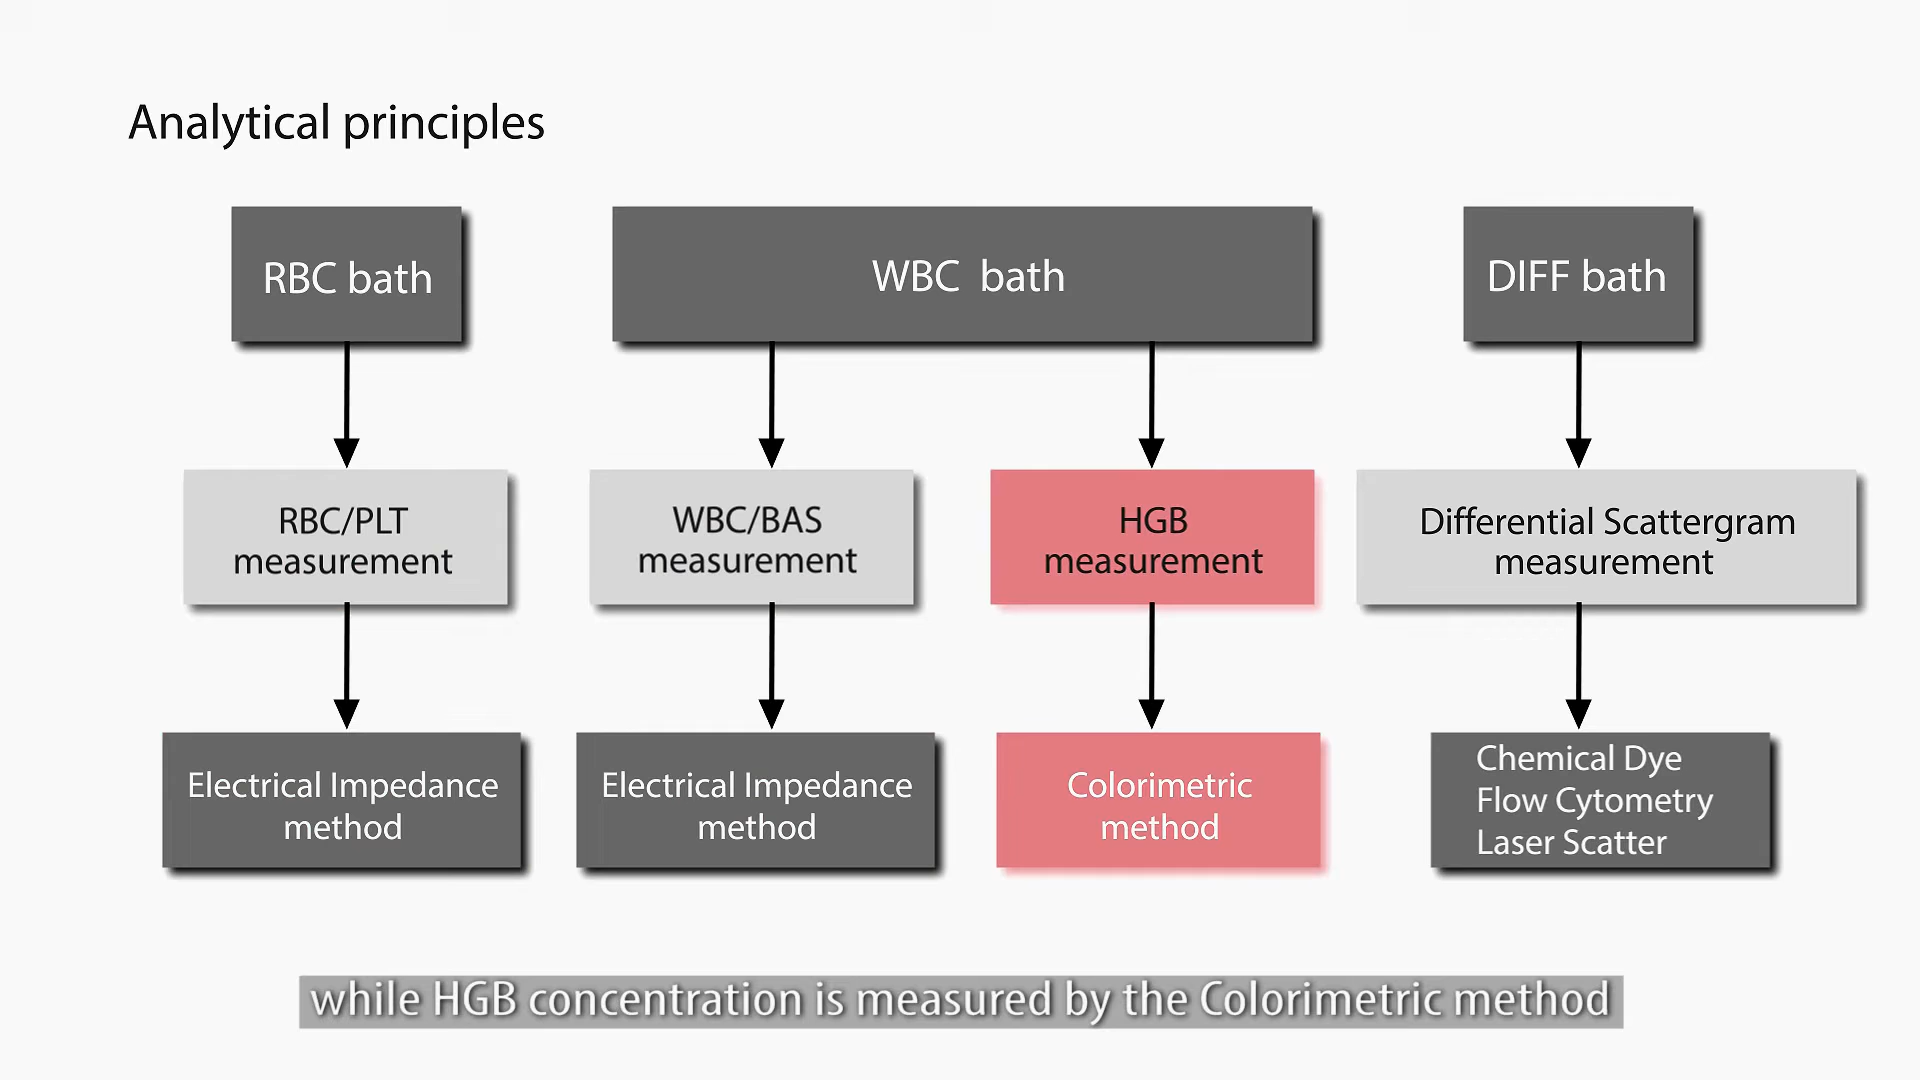 Analytical principles
RBC bath
WBC bath
DIFF bath
RBC/PLT
measurement
WBC/BAS
measurement
HGB
measurement
Differential Scattergram
measurement
Electrical Impedance
method
Electrical Impedance
method
Colorimetric
method
Chemical Dye
Flow Cytometry
Laser Scatter
while HGB concentration is measured by the Colorimetric method